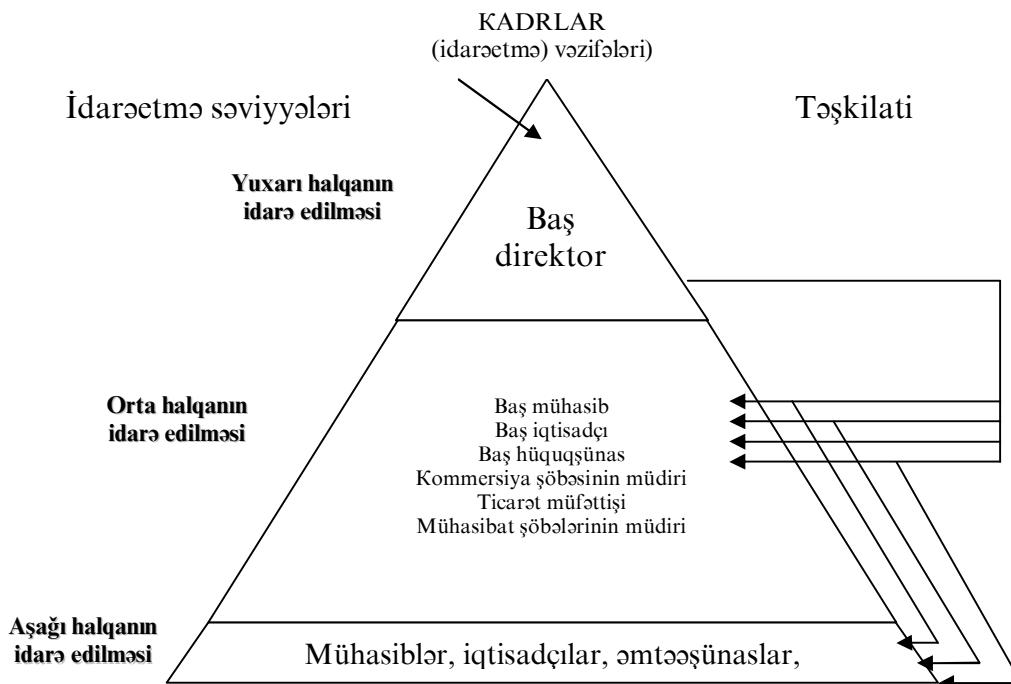 KADRLAR
(idarəetmə) vəzifələri)
İdarəetmə səviyyələri
Təşkilati
Yuxarı halqanın
idarə edilməsi
Baş
direktor
Orta halqanın
idarə edilməsi
Baş mühasib
Baş iqtisadçı
Baş hüquqşünas
Kommersiya şöbəsinin müdiri
Ticarət müfəttişi
Mühasibat şöbələrinin müdiri
Aşağı halqanın
idarə edilməsi
Mühasiblər, iqtisadçılar, əmtəəşünaslar,